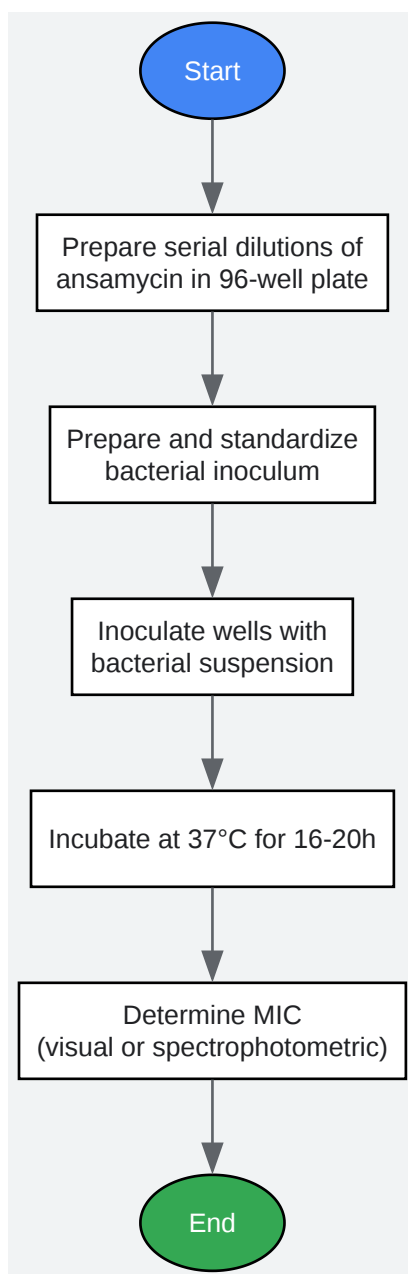 Start
Prepare serial dilutions of
ansamycin in 96-well plate
Prepare and standardize
bacterial inoculum
Inoculate wells with
bacterial suspension
Incubate at 37°C for 16-20h
Determine MIC
(visual or spectrophotometric)
End